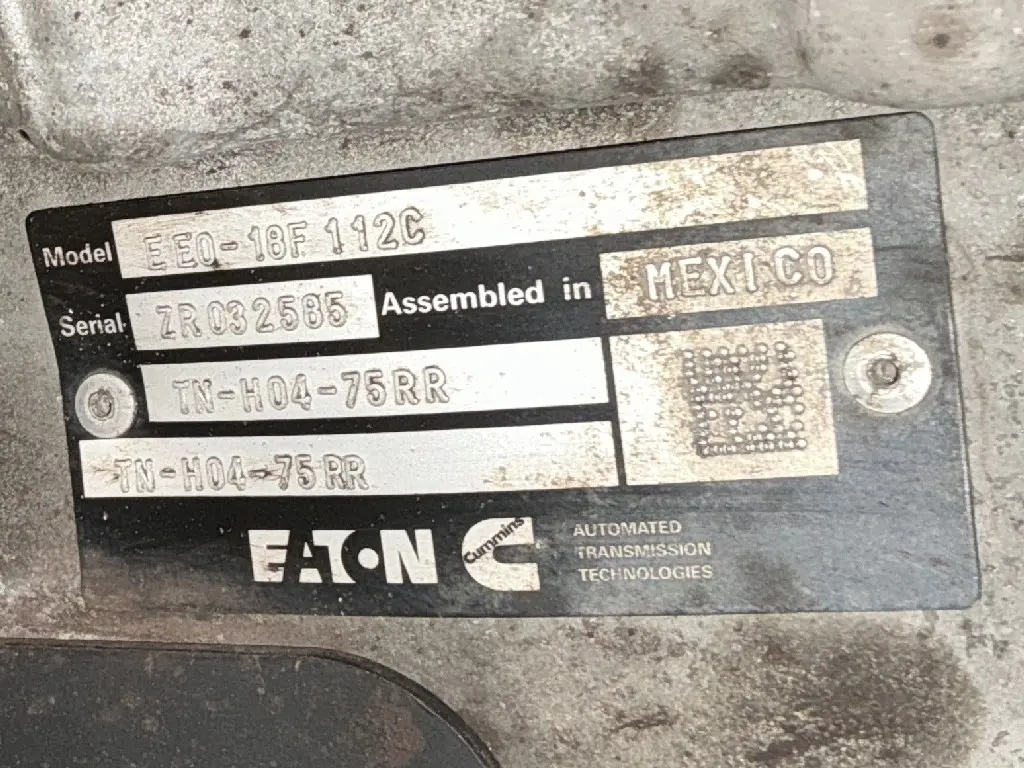 Model EEO-18F112C
Serial ZR032585 Assembled in MEXICO
TN-H04-75RR
TN-H04-75RR
EATON Cummins AUTOMATED
TRANSMISSION
TECHNOLOGIES